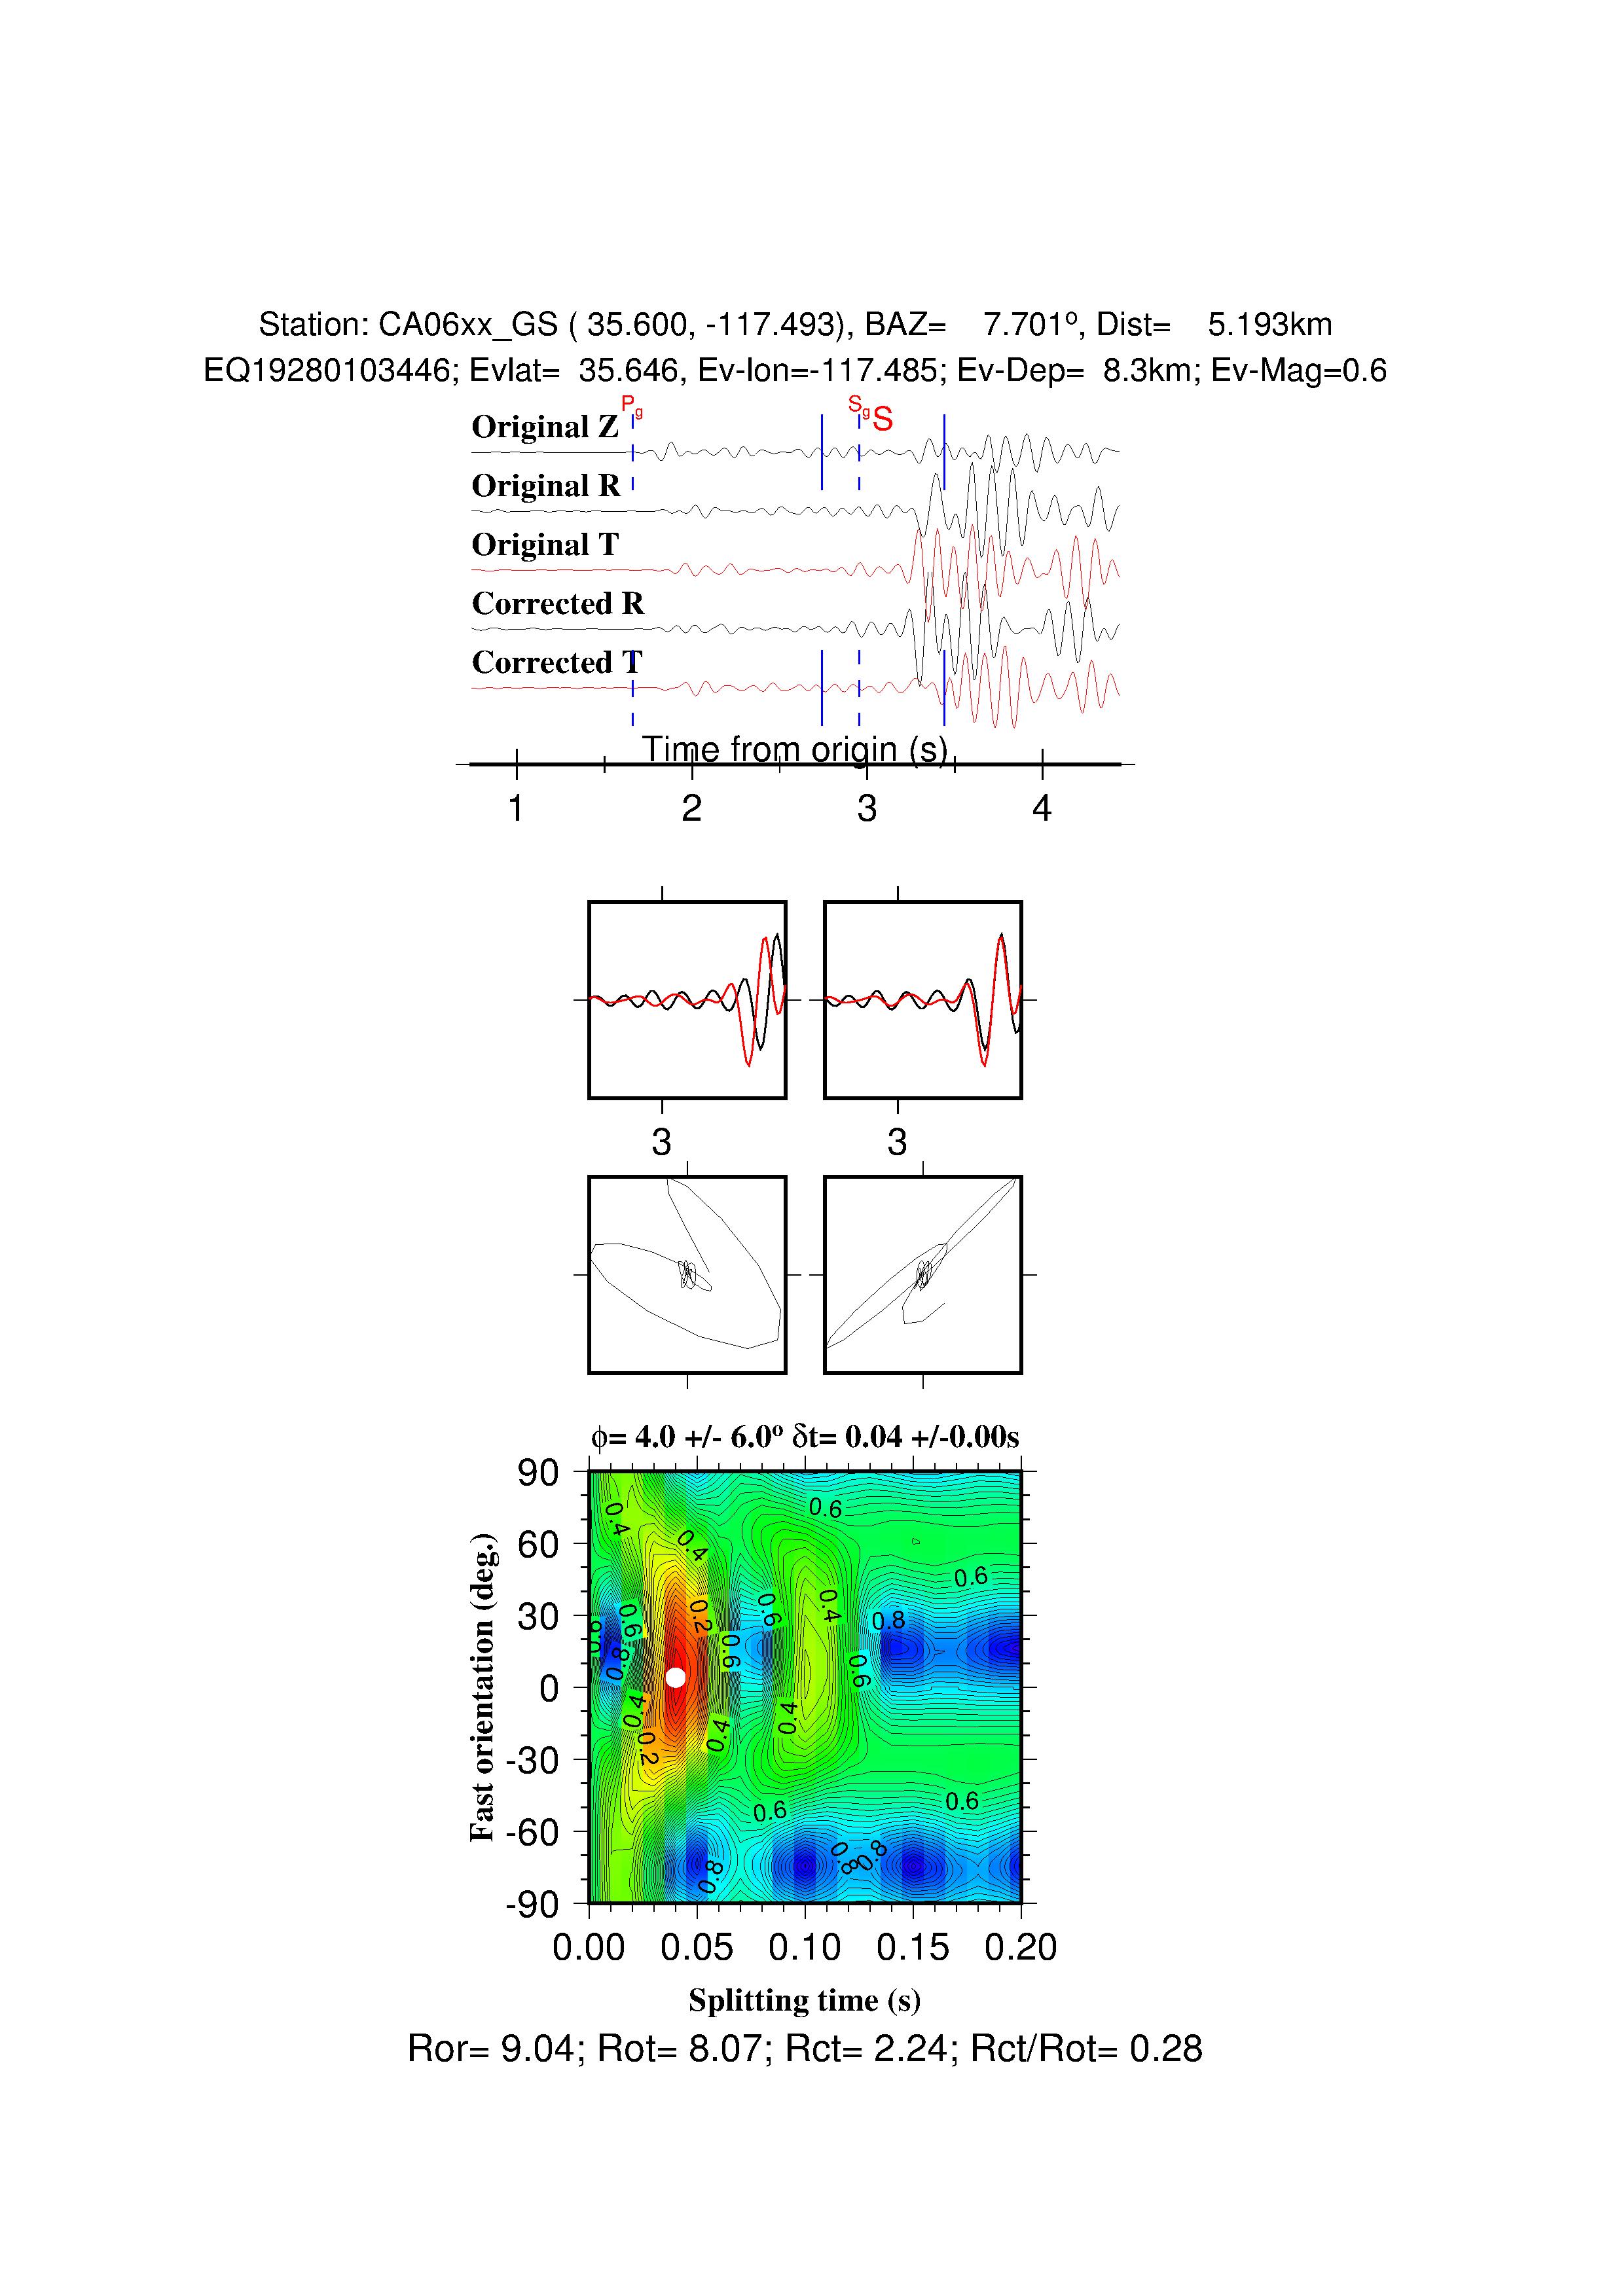 Station: CA06xx_GS ( 35.600, -117.493), BAZ= 7.701º, Dist= 5.193km
EQ19280103446; Evlat= 35.646, Ev-lon=-117.485; Ev-Dep= 8.3km; Ev-Mag=0.6
Pg SgS
Original Z
Original R
Original T
Corrected R
Corrected T
Time from origin (s)
1 2 3 4
3 3
ϕ= 4.0 +/- 6.0º δt= 0.04 +/-0.00s
Fast orientation (deg.)
90
60
30
0
-30
-60
-90
0.4 0.4 0.6
0.6
0.6 0.6 0.2 0.6 0.4 0.8
0.8 0.6 0.6
0.4 0.4 0.4
0.2
0.6 0.6
0.8 0.8 0.8
0.00 0.05 0.10 0.15 0.20
Splitting time (s)
Ror= 9.04; Rot= 8.07; Rct= 2.24; Rct/Rot= 0.28